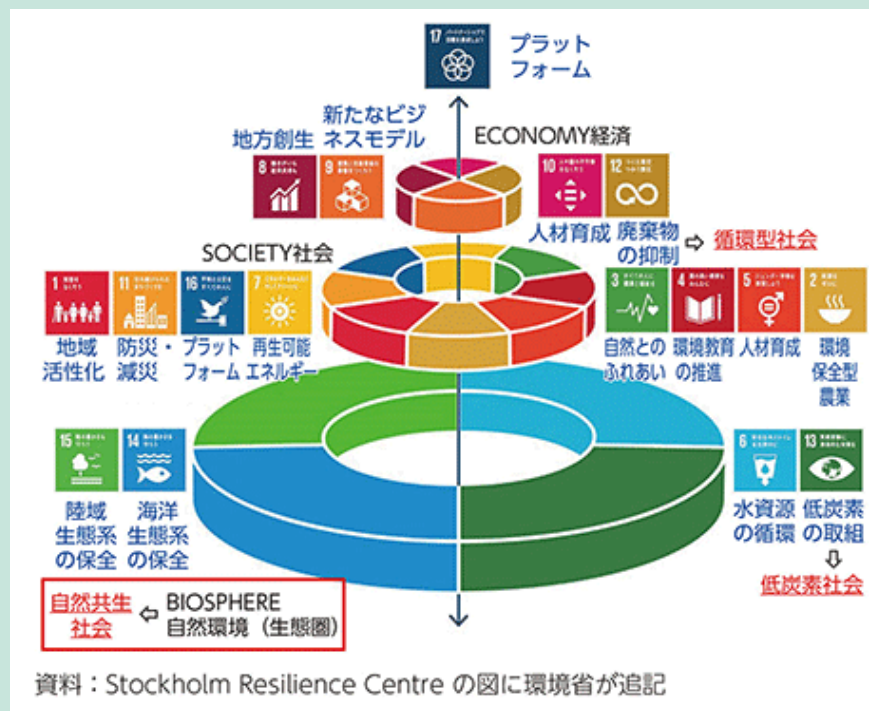 17
プラット
フォーム
新たなビジ
ネスモデル
地方創生
ECONOMY経済
8
9
10
12
人材育成
廃棄物
の抑制
⇨
循環型社会
SOCIETY社会
1
11
16
7
3
4
5
2
地域
活性化
防災・
減災
プラット
フォーム
再生可能
エネルギー
自然との
ふれあい
環境教育
の推進
人材育成
環境
保全型
農業
15
14
6
13
陸域
生態系
の保全
海洋
生態系
の保全
水資源
の循環
低炭素
の取組
低炭素社会
自然共生
社会
BIOSPHERE
自然環境（生態圏）
資料：Stockholm Resilience Centre の図に環境省が追記